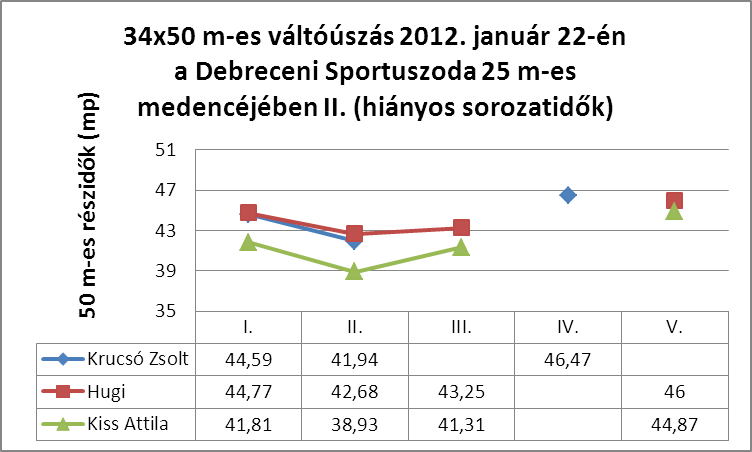 34x50 m-es váltóúszás 2012. január 22-én
a Debreceni Sportuszoda 25 m-es
medencéjében II. (hiányos sorozatidők)
50 m-es részidők (mp)
51
47
43
39
35
I. II. III. IV. V.
Krucsó Zsolt 44,59 41,94 46,47
Hugi 44,77 42,68 43,25 46
Kiss Attila 41,81 38,93 41,31 44,87